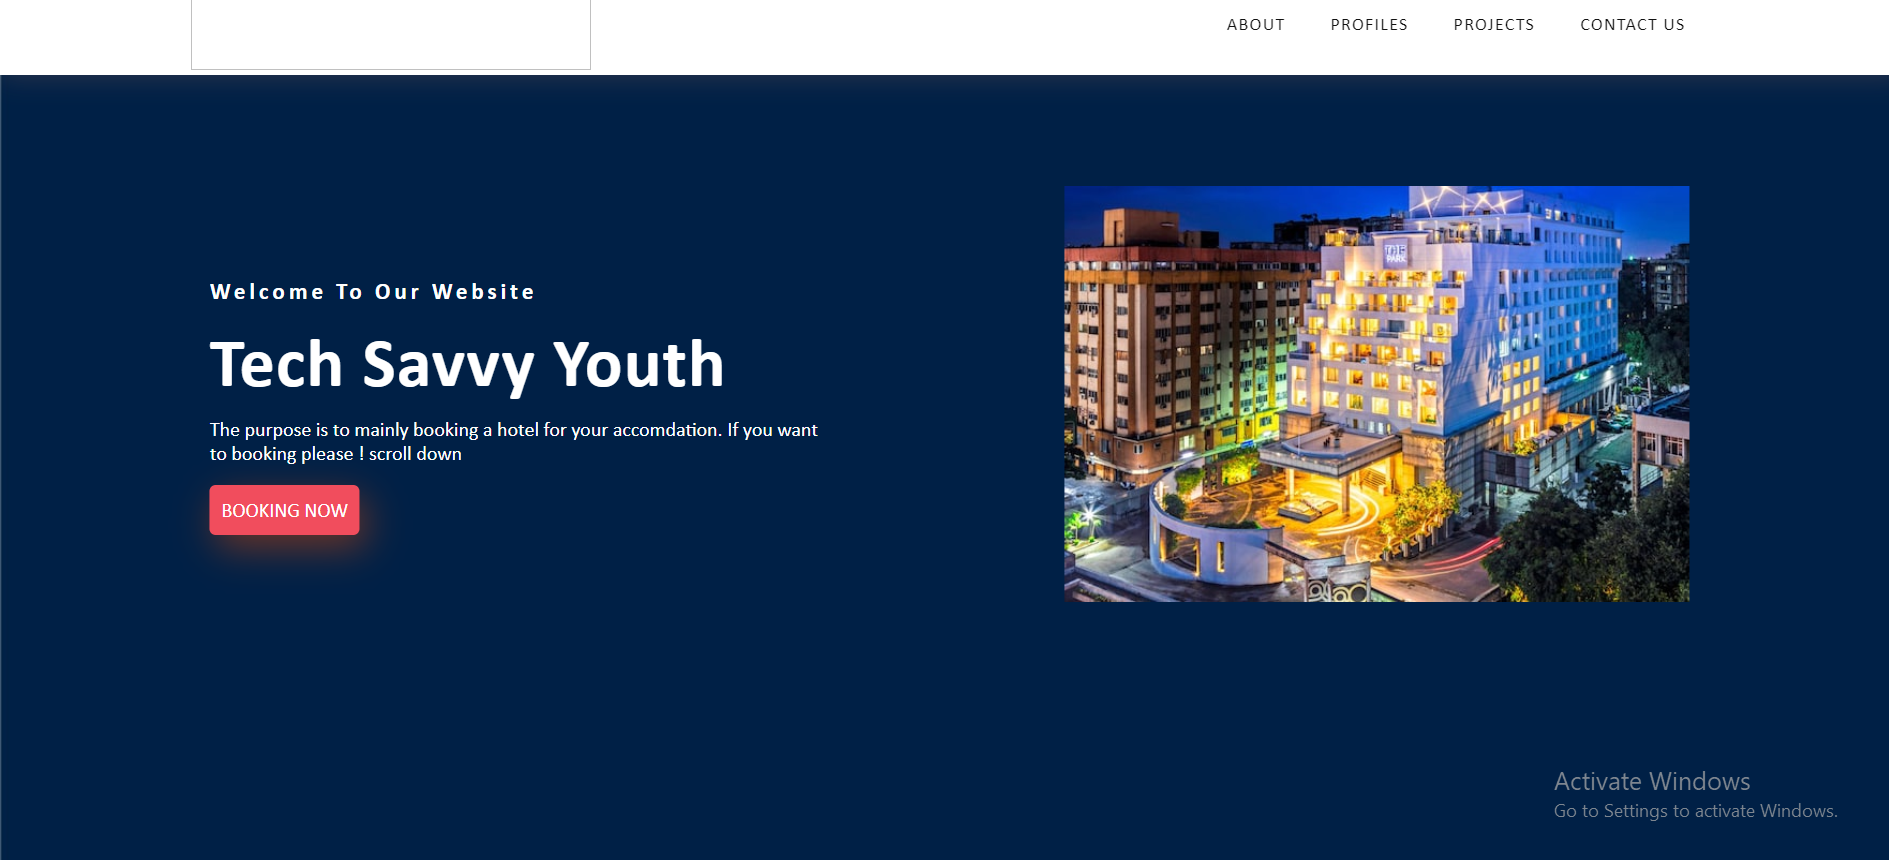 ABOUT PROFILES PROJECTS CONTACT US
Welcome To Our Website
Tech Savvy Youth
The purpose is to mainly booking a hotel for your accomdation. If you want
to booking please ! scroll down
BOOKING NOW
THE
PARK
Activate Windows
Go to Settings to activate Windows.